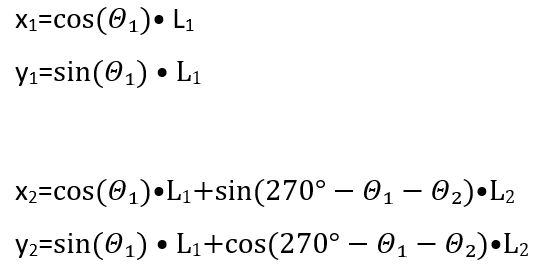 x₁=cos(Θ₁)• L₁
y₁=sin(Θ₁) • L₁
x₂=cos(Θ₁)•L₁+sin(270° − Θ₁ − Θ₂)•L₂
y₂=sin(Θ₁) • L₁+cos(270° − Θ₁ − Θ₂)•L₂